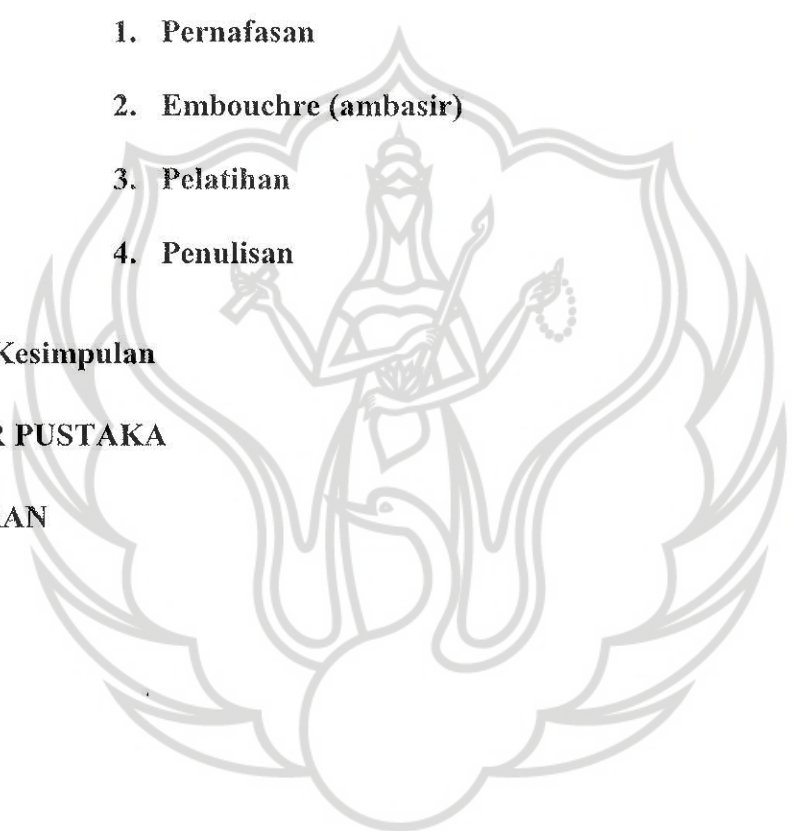 1. Pernafasan
2. Embouchre (ambasir)
3. Pelatihan
4. Penulisan
Kesimpulan
R PUSTAKA
AN